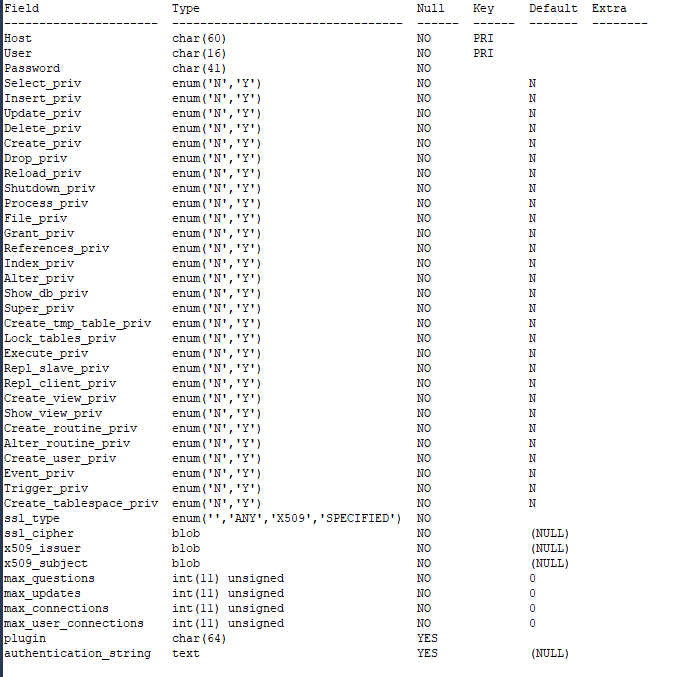 Field Type Null Key Default Extra
---------------------- --------------------------------- ------ ------ ------- --------
Host char(60) NO PRI
User char(16) NO PRI
Password char(41) NO
Select_priv enum('N','Y') NO N
Insert_priv enum('N','Y') NO N
Update_priv enum('N','Y') NO N
Delete_priv enum('N','Y') NO N
Create_priv enum('N','Y') NO N
Drop_priv enum('N','Y') NO N
Reload_priv enum('N','Y') NO N
Shutdown_priv enum('N','Y') NO N
Process_priv enum('N','Y') NO N
File_priv enum('N','Y') NO N
Grant_priv enum('N','Y') NO N
References_priv enum('N','Y') NO N
Index_priv enum('N','Y') NO N
Alter_priv enum('N','Y') NO N
Show_db_priv enum('N','Y') NO N
Super_priv enum('N','Y') NO N
Create_tmp_table_priv enum('N','Y') NO N
Lock_tables_priv enum('N','Y') NO N
Execute_priv enum('N','Y') NO N
Repl_slave_priv enum('N','Y') NO N
Repl_client_priv enum('N','Y') NO N
Create_view_priv enum('N','Y') NO N
Show_view_priv enum('N','Y') NO N
Create_routine_priv enum('N','Y') NO N
Alter_routine_priv enum('N','Y') NO N
Create_user_priv enum('N','Y') NO N
Event_priv enum('N','Y') NO N
Trigger_priv enum('N','Y') NO N
Create_tablespace_priv enum('N','Y') NO N
ssl_type enum('','ANY','X509','SPECIFIED') NO
ssl_cipher blob NO (NULL)
x509_issuer blob NO (NULL)
x509_subject blob NO (NULL)
max_questions int(11) unsigned NO 0
max_updates int(11) unsigned NO 0
max_connections int(11) unsigned NO 0
max_user_connections int(11) unsigned NO 0
plugin char(64) YES
authentication_string text YES (NULL)